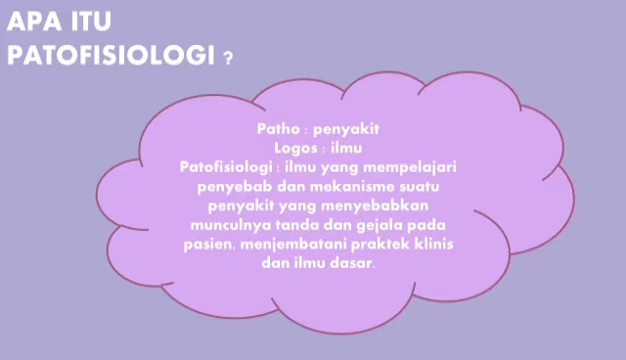 APA ITU
PATOFISIOLOGI ?
Patho : penyakit
Logos : ilmu
Patofisiologi : ilmu yang mempelajari
penyebab dan mekanisme suatu
penyakit yang menyebabkan
munculnya tanda dan gejala pada
pasien, menjembatani praktek klinis
dan ilmu dasar.